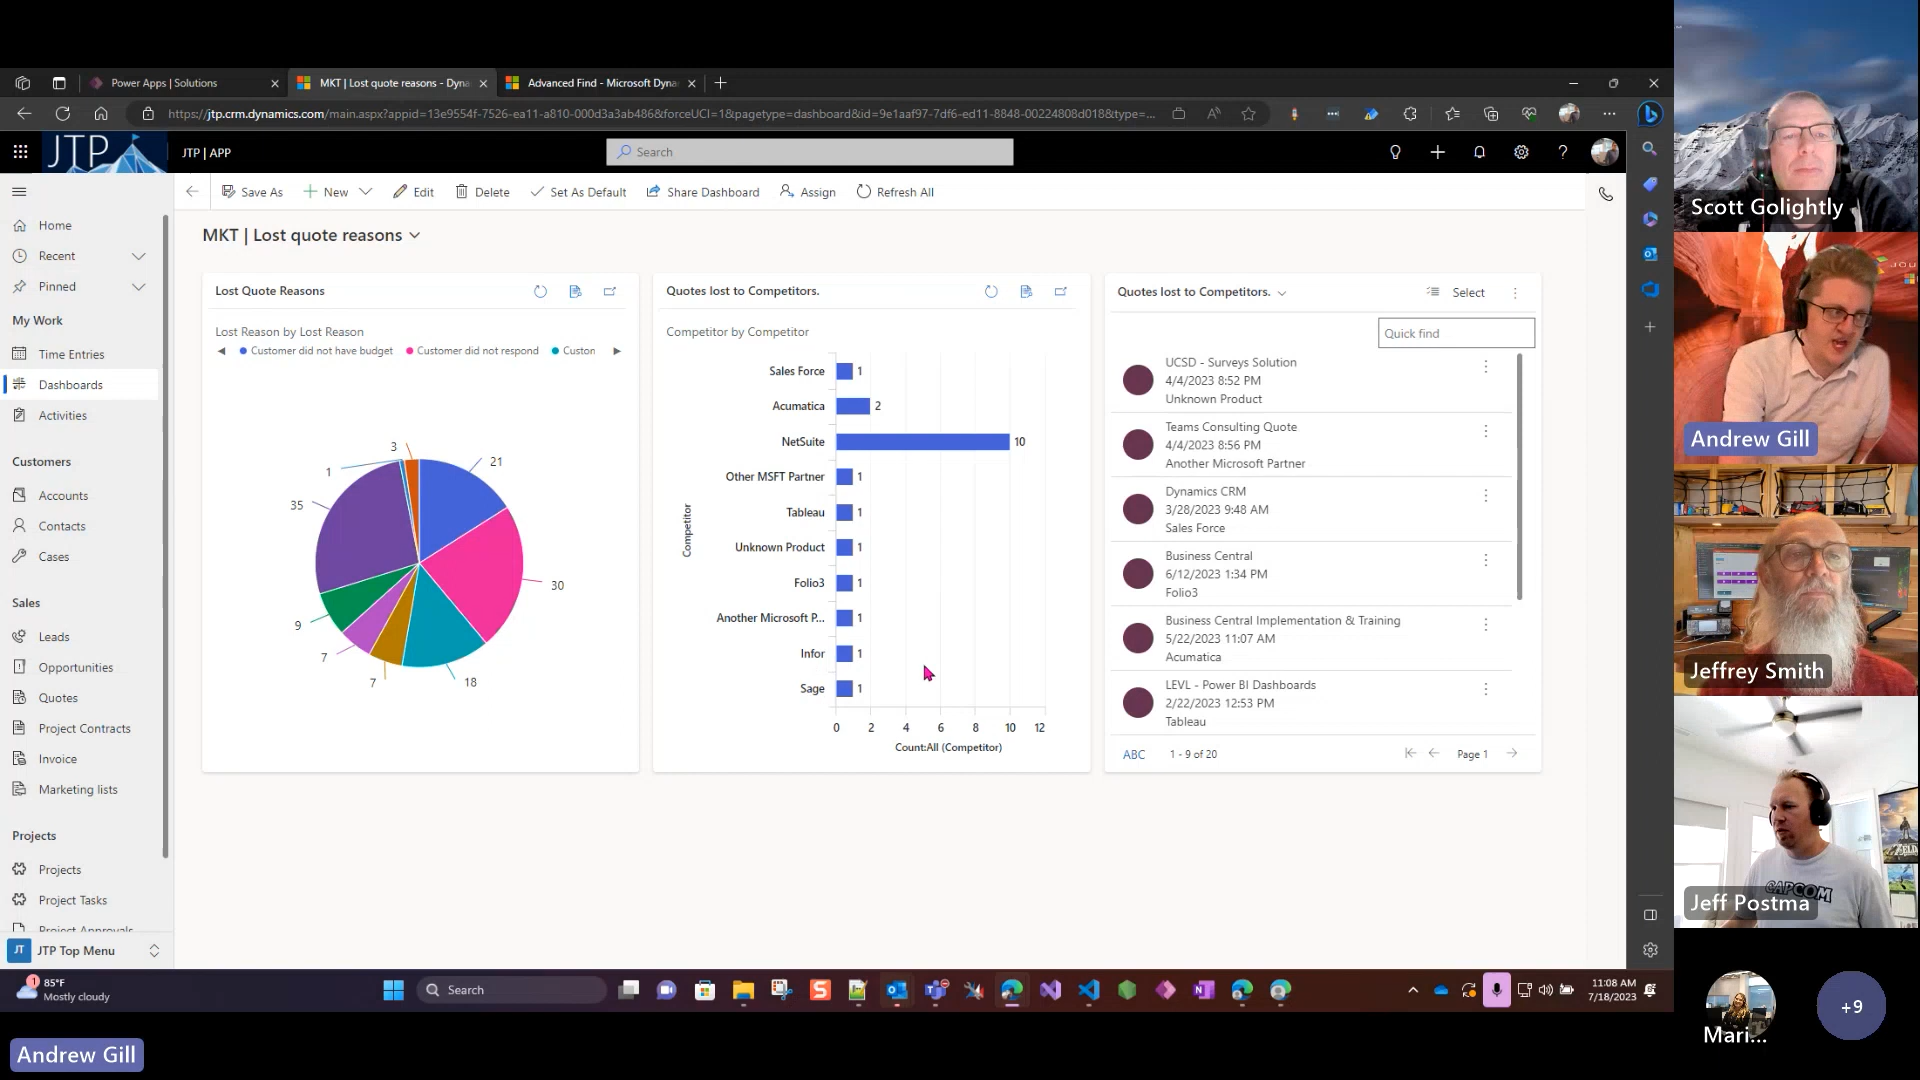 Power Apps | Solutions
MKT | Lost quote reasons - Dyna
Advanced Find - Microsoft Dyna
https://jtp.crm.dynamics.com/main.aspx?appid=13e9554f-7526-ea11-a810-000d3a3ab486&forceUCI=1&pagetype=dashboard&id=9e1aaf97-7df6-ed11-8848-00224808d018&type=...
JTP
JTP | APP
Search
Save As
New
Edit
Delete
Set As Default
Share Dashboard
Assign
Refresh All
Home
Recent
Pinned
My Work
Time Entries
Dashboards
Activities
Customers
Accounts
Contacts
Cases
Sales
Leads
Opportunities
Quotes
Project Contracts
Invoice
Marketing lists
Projects
Projects
Project Tasks
Project Approvals
JT
JTP Top Menu
MKT | Lost quote reasons
Lost Quote Reasons
Lost Reason by Lost Reason
Customer did not have budget
Customer did not respond
Custon
3
21
1
35
30
9
7
7
18
Quotes lost to Competitors.
Competitor by Competitor
Competitor
Sales Force 1
Acumatica 2
NetSuite 10
Other MSFT Partner 1
Tableau 1
Unknown Product 1
Folio3 1
Another Microsoft P... 1
Infor 1
Sage 1
0 2 4 6 8 10 12
Count:All (Competitor)
Quotes lost to Competitors.
Select
Quick find
UCSD - Surveys Solution
4/4/2023 8:52 PM
Unknown Product
Teams Consulting Quote
4/4/2023 8:56 PM
Another Microsoft Partner
Dynamics CRM
3/28/2023 9:48 AM
Sales Force
Business Central
6/12/2023 1:34 PM
Folio3
Business Central Implementation & Training
5/22/2023 11:07 AM
Acumatica
LEVL - Power BI Dashboards
2/22/2023 12:53 PM
Tableau
ABC
1 - 9 of 20
Page 1
1
85°F
Mostly cloudy
Search
11:08 AM
7/18/2023
Scott Golightly
JOU
Andrew Gill
Jeffrey Smith
ZELDA
CAPCOM
Jeff Postma
Mari...
+9
Andrew Gill